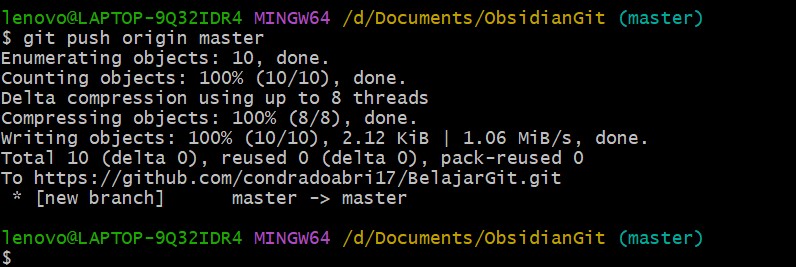 lenovo@LAPTOP-9Q32IDR4 MINGW64 /d/Documents/ObsidianGit (master)
$ git push origin master
Enumerating objects: 10, done.
Counting objects: 100% (10/10), done.
Delta compression using up to 8 threads
Compressing objects: 100% (8/8), done.
Writing objects: 100% (10/10), 2.12 KiB | 1.06 MiB/s, done.
Total 10 (delta 0), reused 0 (delta 0), pack-reused 0
To https://github.com/condradoabri17/BelajarGit.git
 * [new branch]      master -> master
lenovo@LAPTOP-9Q32IDR4 MINGW64 /d/Documents/ObsidianGit (master)
$